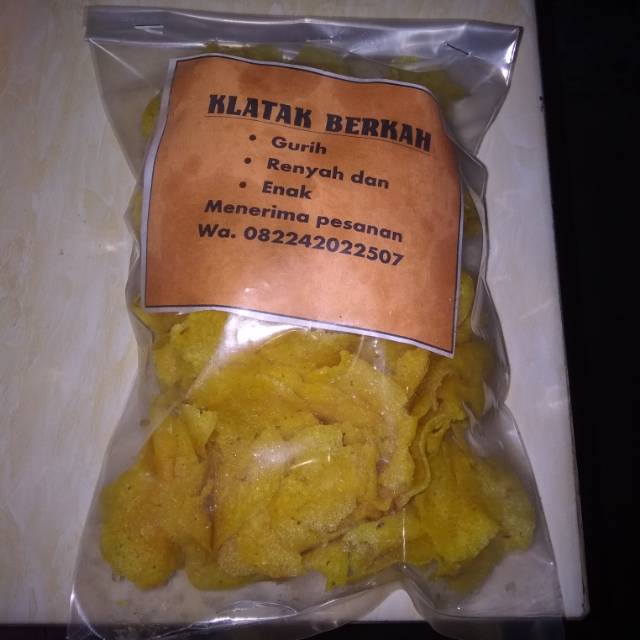 KLATAK BERKAH
• Gurih
• Renyah dan
• Enak
Menerima pesanan
Wa. 082242022507